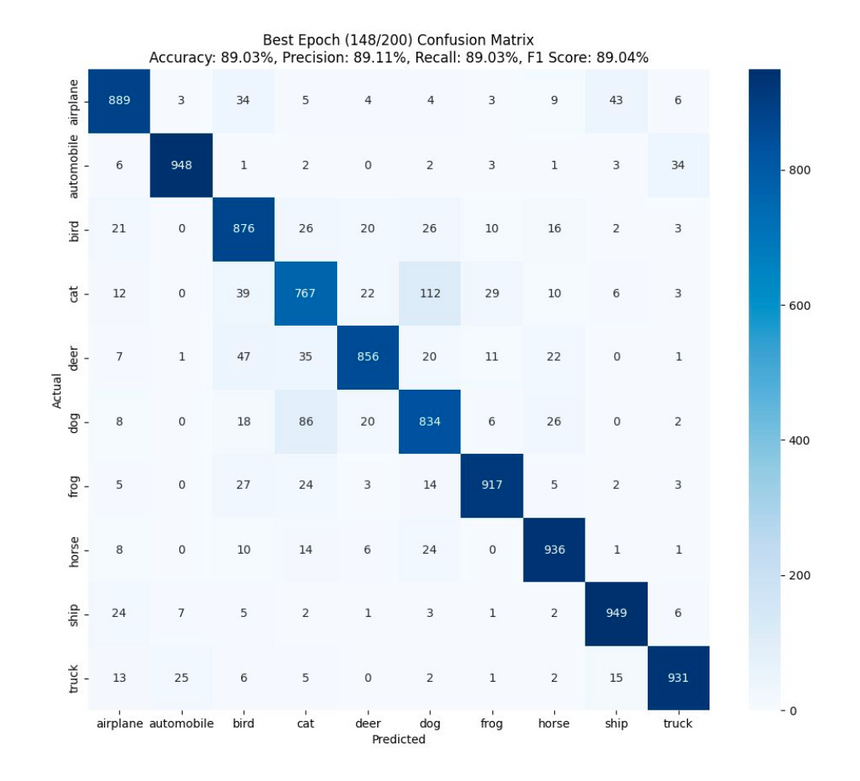 Best Epoch (148/200) Confusion Matrix
Accuracy: 89.03%, Precision: 89.11%, Recall: 89.03%, F1 Score: 89.04%
airplane 889 3 34 5 4 4 3 9 43 6
automobile 6 948 1 2 0 2 3 1 3 34
bird 21 0 876 26 20 26 10 16 2 3
cat 12 0 39 767 22 112 29 10 6 3
deer 7 1 47 35 856 20 11 22 0 1
dog 8 0 18 86 20 834 6 26 0 2
frog 5 0 27 24 3 14 917 5 2 3
horse 8 0 10 14 6 24 0 936 1 1
ship 24 7 5 2 1 3 1 2 949 6
truck 13 25 6 5 0 2 1 2 15 931
airplane automobile bird cat deer dog frog horse ship truck
Predicted
Actual
800
600
400
200
0